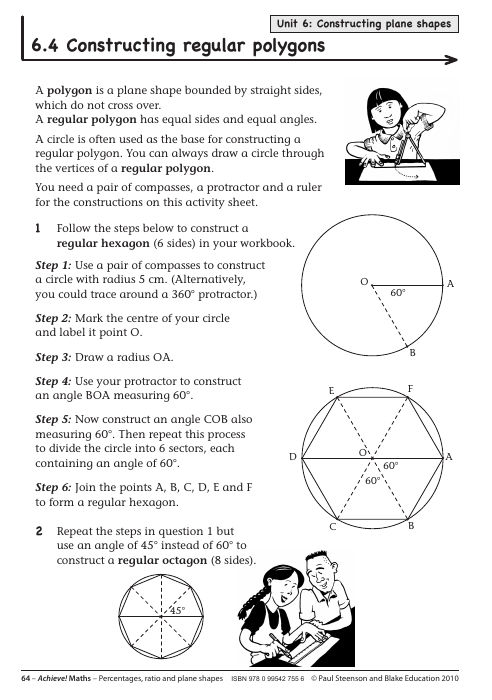 Unit 6: Constructing plane shapes
6.4 Constructing regular polygons
A polygon is a plane shape bounded by straight sides,
which do not cross over.
A regular polygon has equal sides and equal angles.
A circle is often used as the base for constructing a
regular polygon. You can always draw a circle through
the vertices of a regular polygon.
You need a pair of compasses, a protractor and a ruler
for the constructions on this activity sheet.
1 Follow the steps below to construct a
regular hexagon (6 sides) in your workbook.
Step 1: Use a pair of compasses to construct
a circle with radius 5 cm. (Alternatively,
you could trace around a 360° protractor.)
Step 2: Mark the centre of your circle
and label it point O.
Step 3: Draw a radius OA.
Step 4: Use your protractor to construct
an angle BOA measuring 60°.
Step 5: Now construct an angle COB also
measuring 60°. Then repeat this process
to divide the circle into 6 sectors, each
containing an angle of 60°.
Step 6: Join the points A, B, C, D, E and F
to form a regular hexagon.
O
A
60°
B
E
F
D
O
A
60°
60°
C
B
2 Repeat the steps in question 1 but
use an angle of 45° instead of 60° to
construct a regular octagon (8 sides).
45°
64 – Achieve! Maths – Percentages, ratio and plane shapes ISBN 978 0 99542 755 6 © Paul Steenson and Blake Education 2010